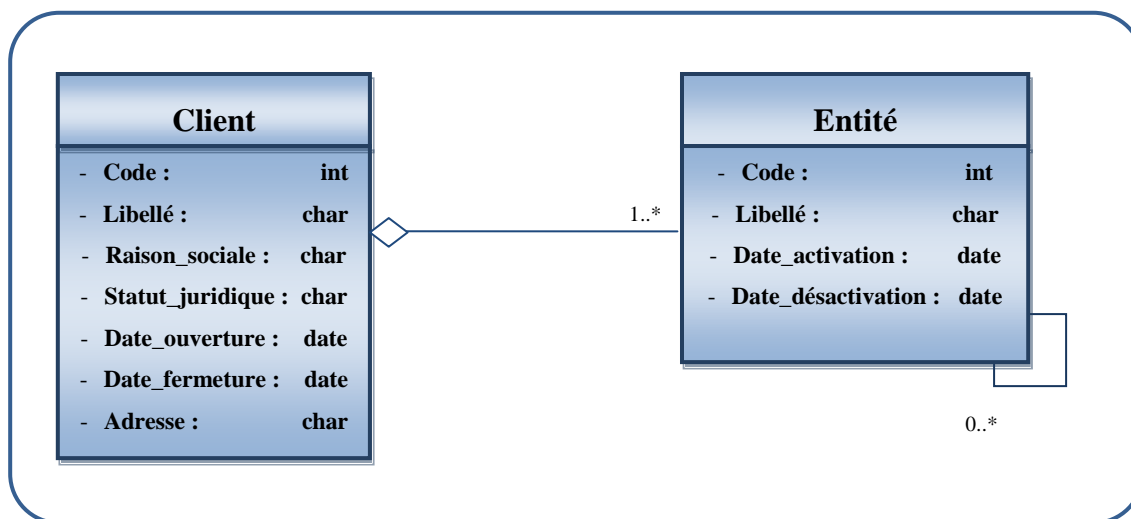 Client
- Code : int
- Libellé : char
- Raison_sociale : char
- Statut_juridique : char
- Date_ouverture : date
- Date_fermeture : date
- Adresse : char
1..*
Entité
- Code : int
- Libellé : char
- Date_activation : date
- Date_désactivation : date
0..*